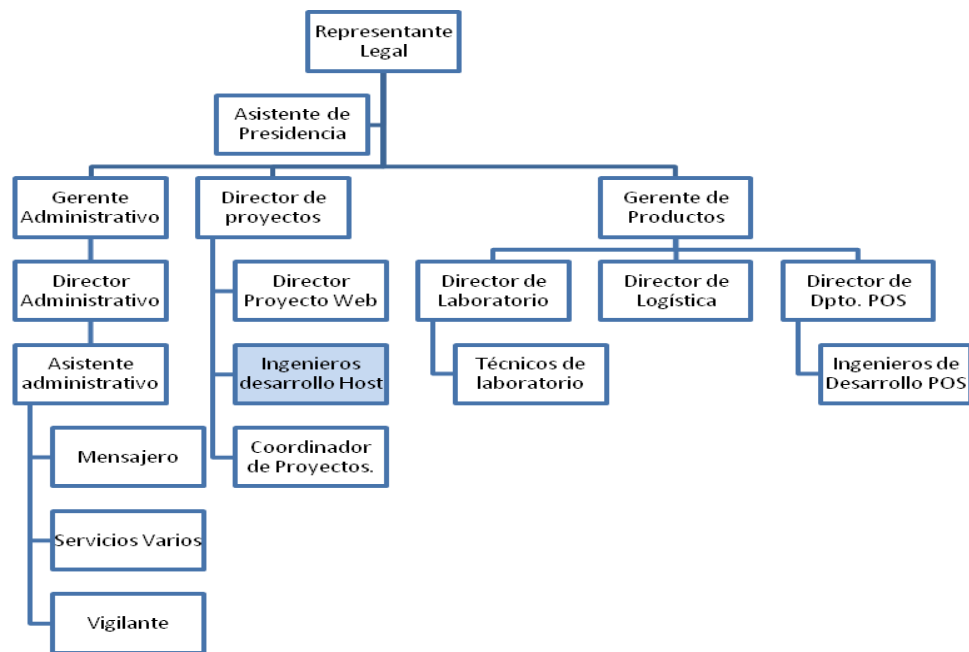 Representante
Legal
Asistente de
Presidencia
Gerente
Administrativo
Director de
proyectos
Gerente de
Productos
Director
Administrativo
Director
Proyecto Web
Director de
Laboratorio
Director de
Logística
Director de
Dpto. POS
Asistente
administrativo
Ingenieros
desarrollo Host
Técnicos de
laboratorio
Ingenieros de
Desarrollo POS
Mensajero
Coordinador
de Proyectos.
Servicios Varios
Vigilante